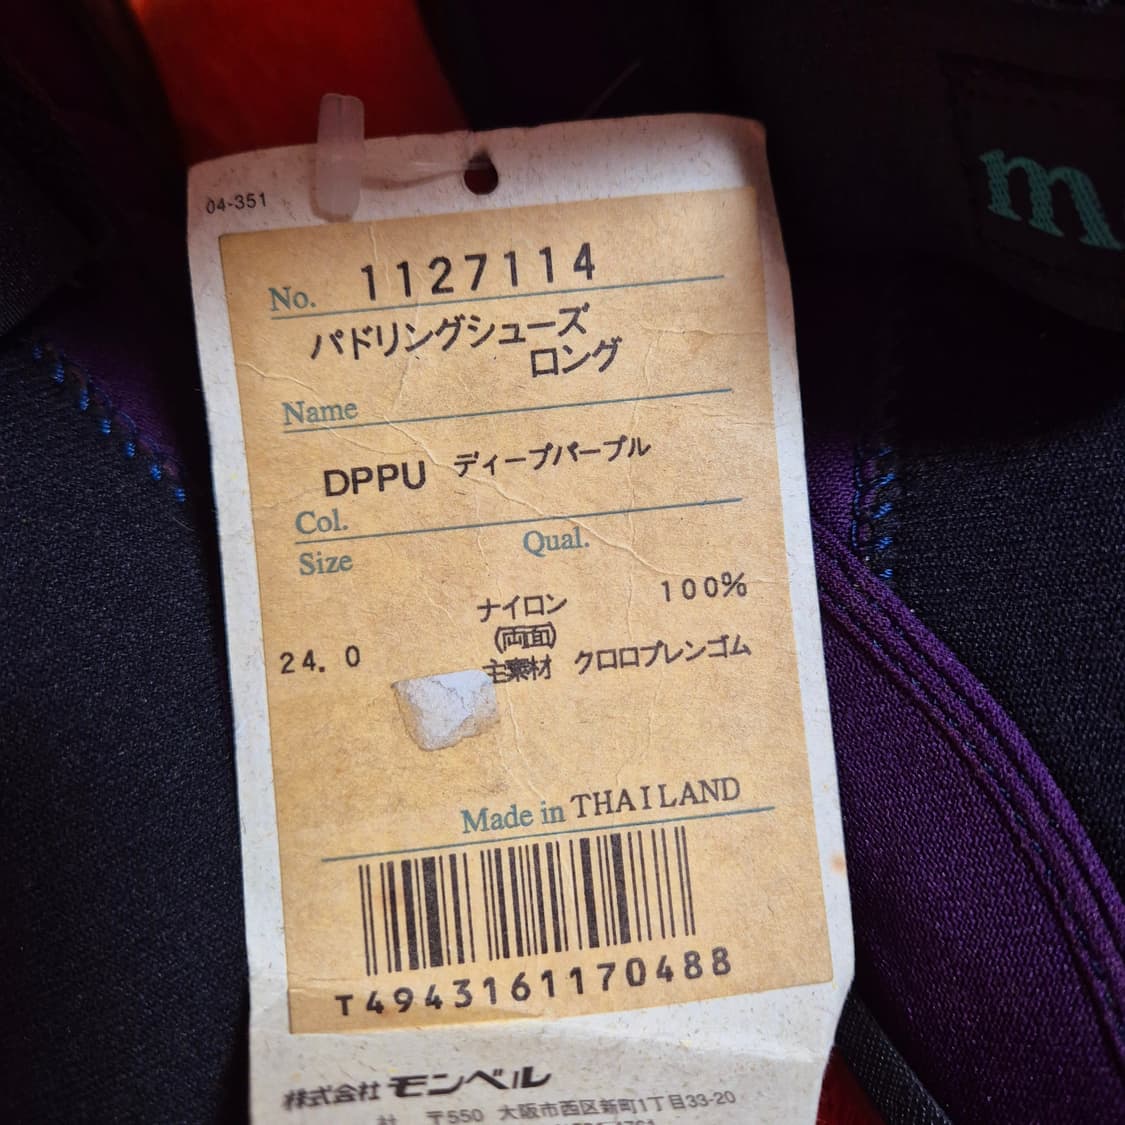 04-351
No. 1127114
パドリングシューズ
ロング
Name
DPPU ディープパープル
Col.
Size Qual.
ナイロン 100%
(両面)
24.0 主素材 クロロプレンゴム
Made in THAILAND
T4943161170488
株式会社 モンベル
社 〒550 大阪市西区新町1丁目33-20
m